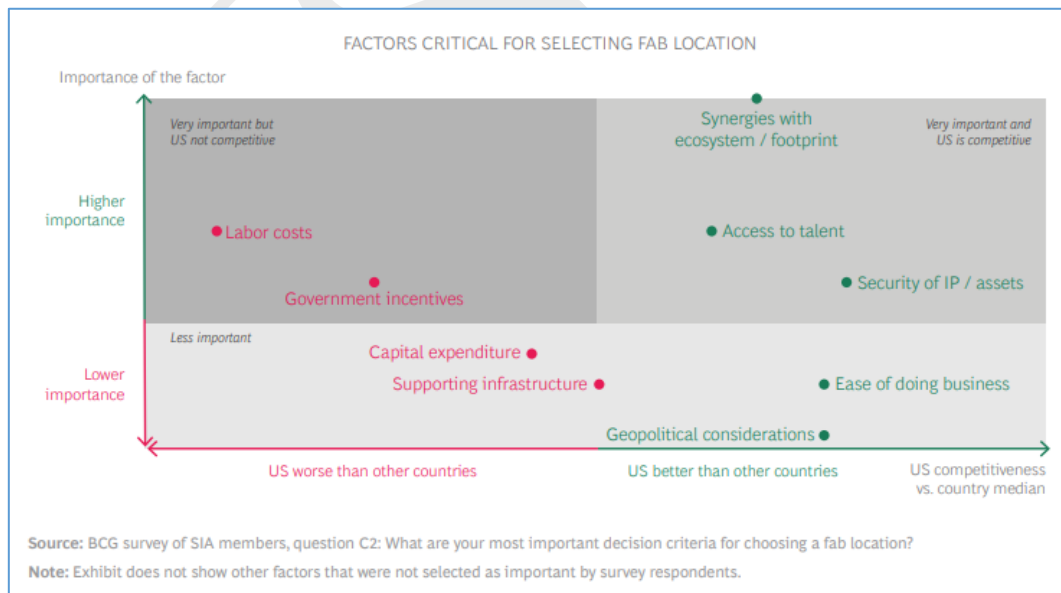 FACTORS CRITICAL FOR SELECTING FAB LOCATION
Importance of the factor
Very important but
US not competitive
Synergies with
ecosystem / footprint
Very important and
US is competitive
Higher
importance
Labor costs
Access to talent
Government incentives
Security of IP / assets
Less important
Lower
importance
Capital expenditure
Supporting infrastructure
Ease of doing business
Geopolitical considerations
US worse than other countries
US better than other countries
US competitiveness
vs. country median
Source: BCG survey of SIA members, question C2: What are your most important decision criteria for choosing a fab location?
Note: Exhibit does not show other factors that were not selected as important by survey respondents.